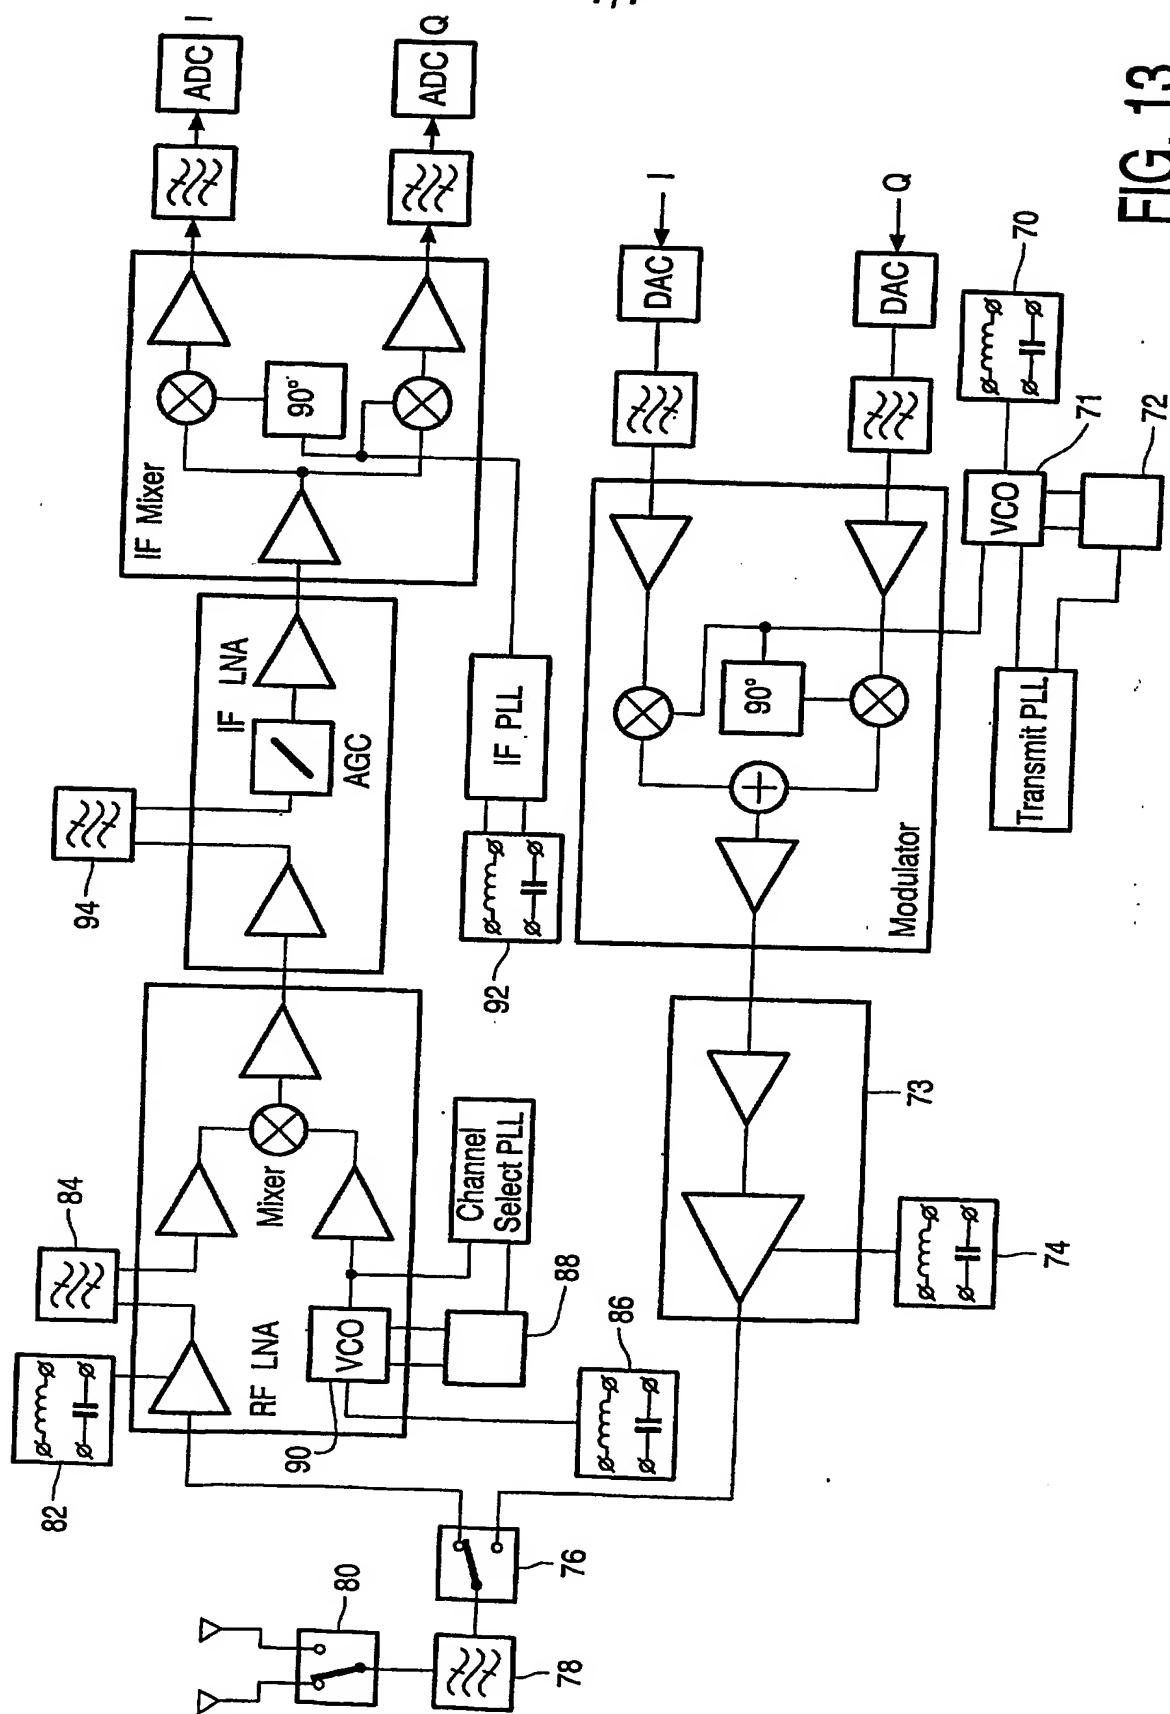 80
76
78
82
84
RF LNA
VCO
90
Mixer
Channel
Select PLL
88
86
94
IF
LNA
AGC
IF PLL
92
IF Mixer
90°
ADC
I
ADC
Q
73
74
Modulator
90°
DAC
I
DAC
Q
Transmit PLL
VCO
70
71
72
FIG. 13